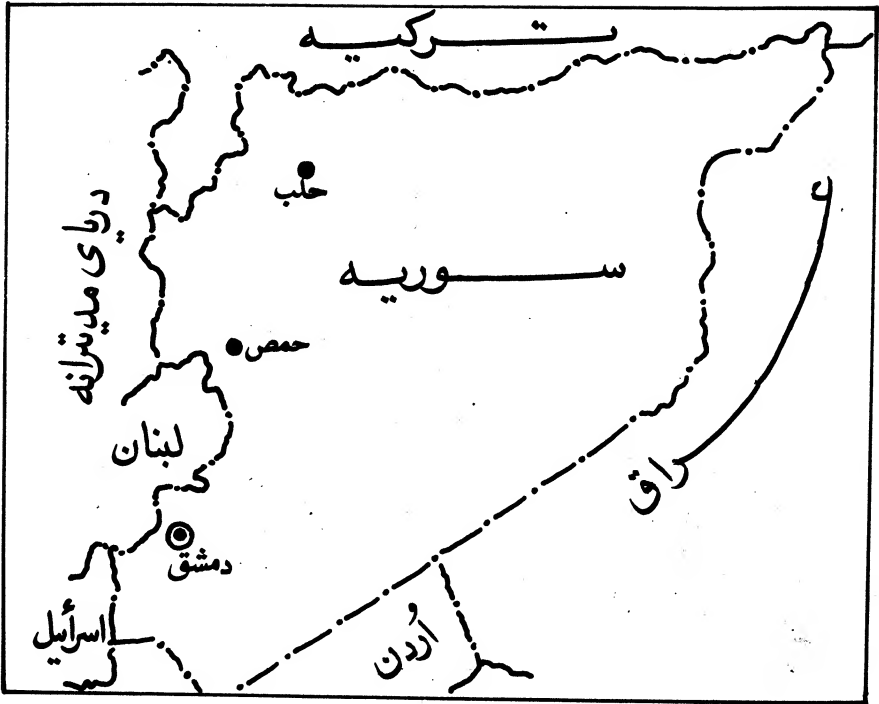 ترکیه
حلب
دریای مدیترانه
سوریه
حمص
لبنان
عراق
دمشق
اسرائیل
اُردن